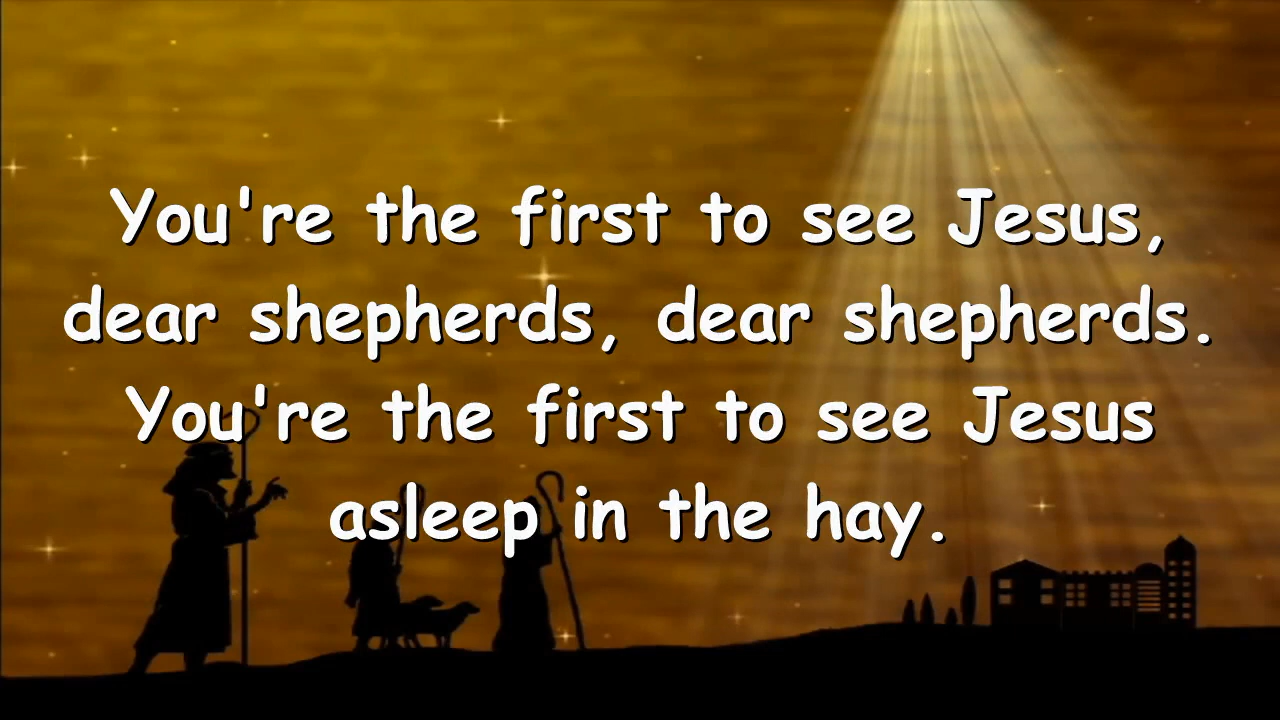 You're the first to see Jesus,
dear shepherds, dear shepherds.
You're the first to see Jesus
asleep in the hay.